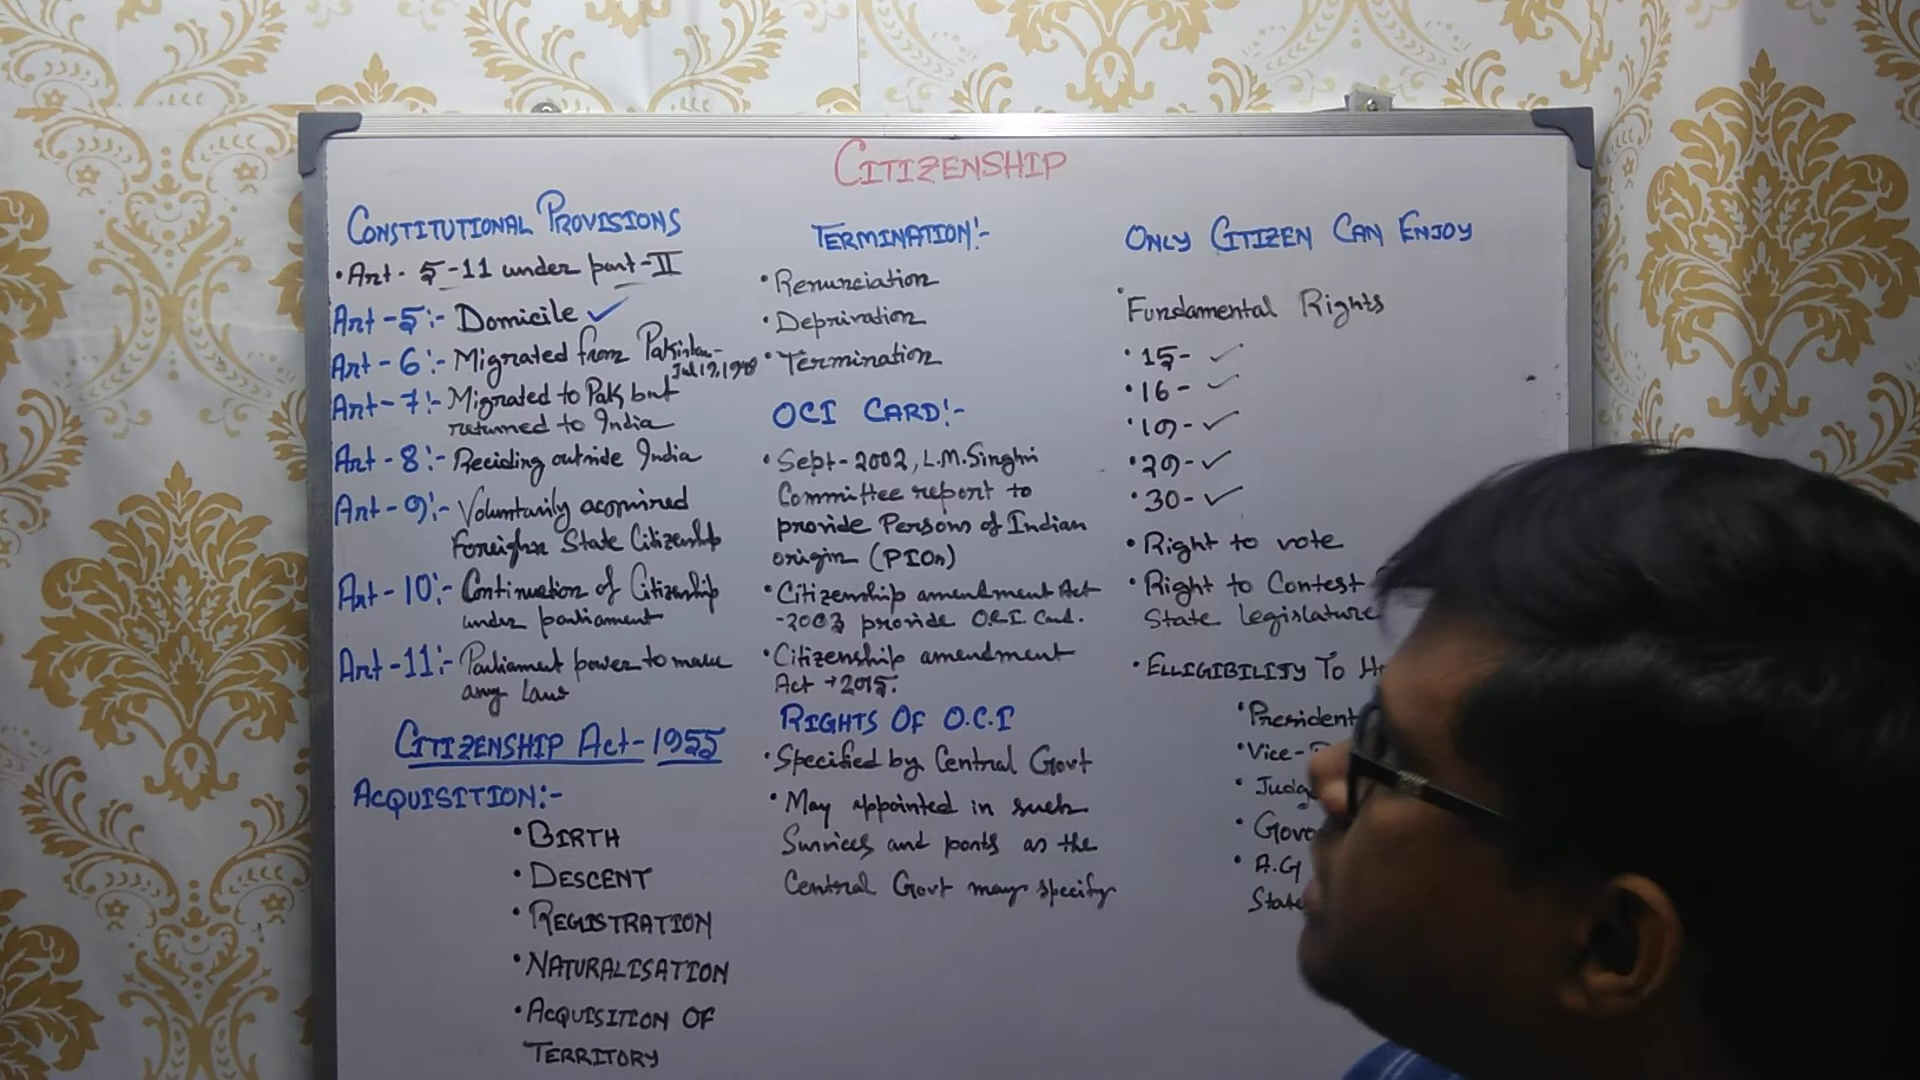 CITIZENSHIP
CONSTITUTIONAL PROVISIONS
• Art - 5 -11 under part-II
Art -5:- Domicile ✓
Art - 6:- Migrated from Pakistan-
Jul 19, 1948
Art - 7:- Migrated to Pak but
returned to India
Art - 8:- Reciding outside India
Art - 9:- Voluntarily acquired
Foreign State Citizenship
Art - 10:- Continuation of Citizenship
under parliament
Art -11:- Parliament power to make
any Law
CITIZENSHIP ACT-1955
ACQUISITION:-
• BIRTH
• DESCENT
• REGISTRATION
• NATURALISATION
• ACQUISITION OF
TERRITORY
TERMINATION:-
• Renunciation
• Deprivation
• Termination
OCI CARD:-
• Sept-2002, L.M.Singhvi
Committee report to
provide Persons of Indian
origin (PIOs)
• Citizenship amendment Act
-2003 provide O.C.I Card.
• Citizenship amendment
Act → 2015.
RIGHTS OF O.C.I
• Specified by Central Govt
• May appointed in such
Services and posts as the
Central Govt may specify
ONLY CITIZEN CAN ENJOY
• Fundamental Rights
• 15- ✓
• 16- ✓
• 19- ✓
• 29- ✓
• 30- ✓
• Right to vote
• Right to Contest
State legislature
• ELLIGIBILITY TO H
• President
• Vice-
• Judg
• Gove
• A.G
State